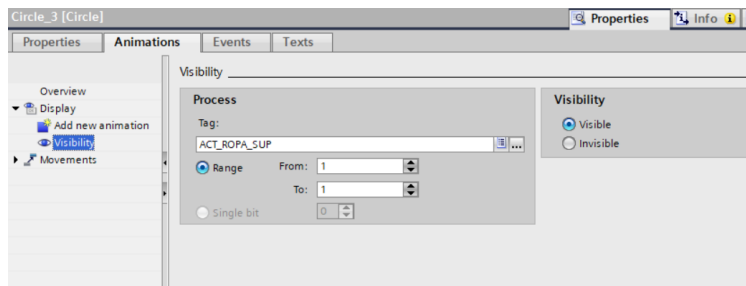 Circle_3 [Circle]
Properties Info
Properties Animations Events Texts
Visibility
Overview
Display
Add new animation
Visibility
Movements
Process
Tag:
ACT_ROPA_SUP ...
Range From: 1
To: 1
Single bit 0
Visibility
Visible
Invisible